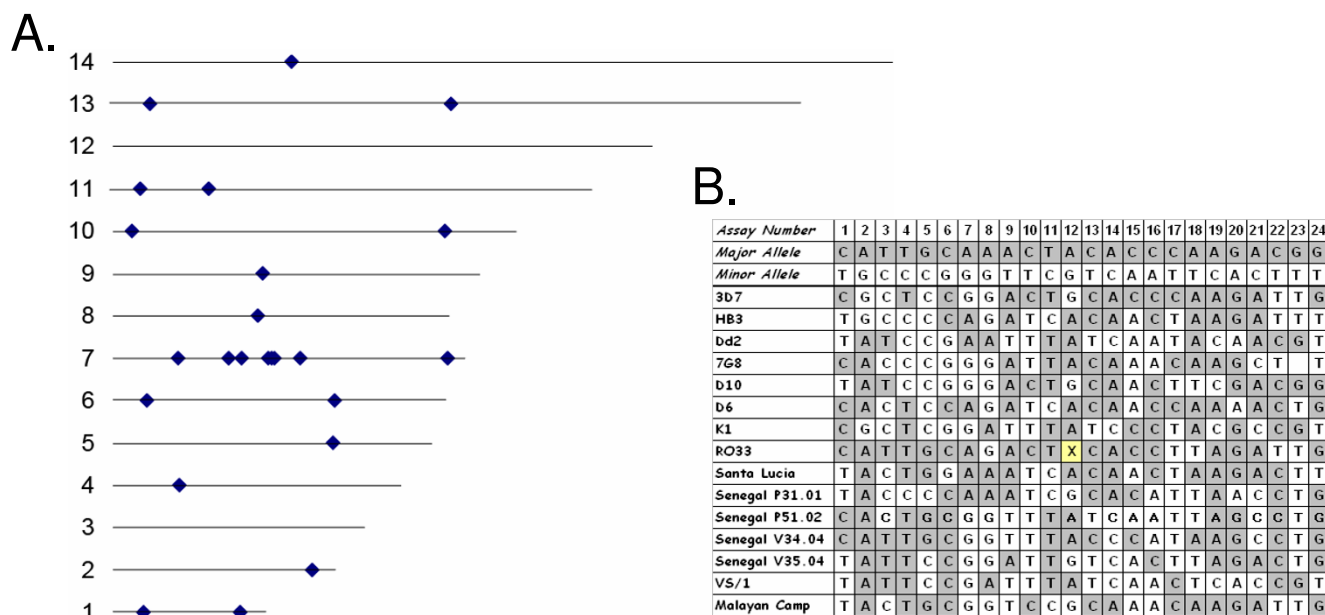 A.
14
13
12
11
10
9
8
7
6
5
4
3
2
1
B.
Assay Number 1 2 3 4 5 6 7 8 9 10 11 12 13 14 15 16 17 18 19 20 21 22 23 24
Major Allele C A T T G C A A A C T A C A C C C A A G A C G G
Minor Allele T G C C C G G G T T C G T C A A T T C A C T T T
3D7 C G C T C C G G A C T G C A C C C A A G A T T G
HB3 T G C C C C A G A T C A C A A C T A A G A T T T
Dd2 T A T C C G A A T T T A T C A A T A C A A C G T
7G8 C A C C C G G G A T T A C A A A C A A G C T T
D10 T A T C C G G G A C T G C A A C T T C G A C G G
D6 C A C T C C A G A T C A C A A C C A A A A C T G
K1 C G C T C G G A T T T A T C C C T A C G C C G T
RO33 C A T T G C A G A C T X C A C C T T A G A T T G
Santa Lucia T A C T G G A A A T C A C A A C T A A G A C T T
Senegal P31.01 T A C C C C A A A T C G C A C A T T A A C C T G
Senegal P51.02 C A C T G C G G T T T A T C A A T T A G C C T G
Senegal V34.04 C A T T G C G G T T T A C C C A T A A G C C T G
Senegal V35.04 T A T T C C G G A T T G T C A C T T A G A C T G
VS/1 T A T T C C G A T T T A T C A A C T C A C C G T
Malayan Camp T A C T G C G G T C C G C A A A C A A G A T T G